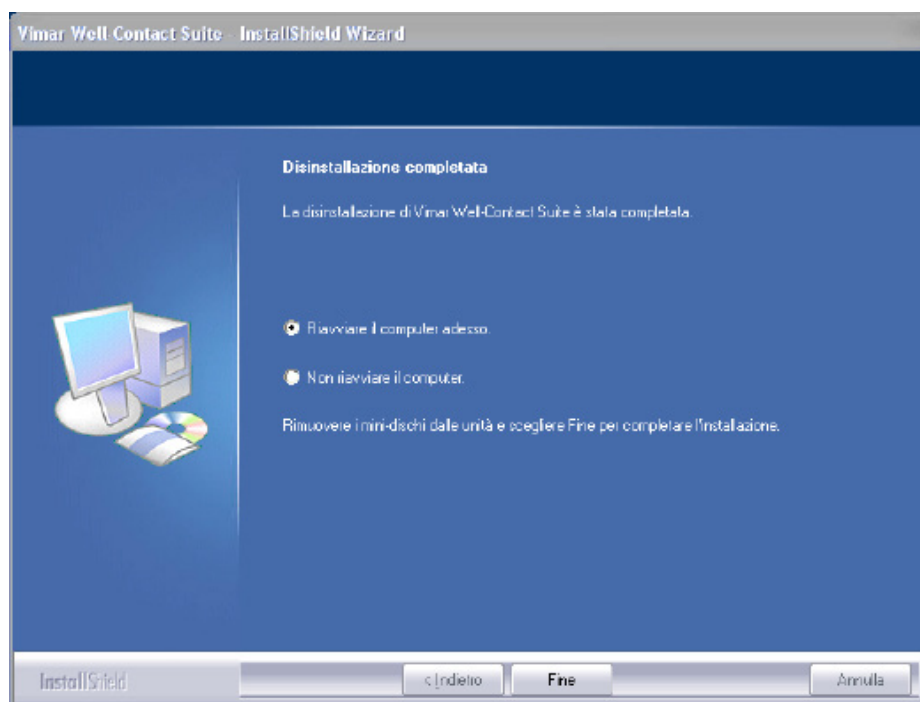 Vimar Well-Contact Suite - InstallShield Wizard
Disinstallazione completata
La disinstallazione di Vimar Well-Contact Suite è stata completata.
Riavviare il computer adesso.
Non riavviare il computer.
Rimuovere i mini-dischi dalle unità e scegliere Fine per completare l'installazione.
InstallShield
< Indietro
Fine
Annulla